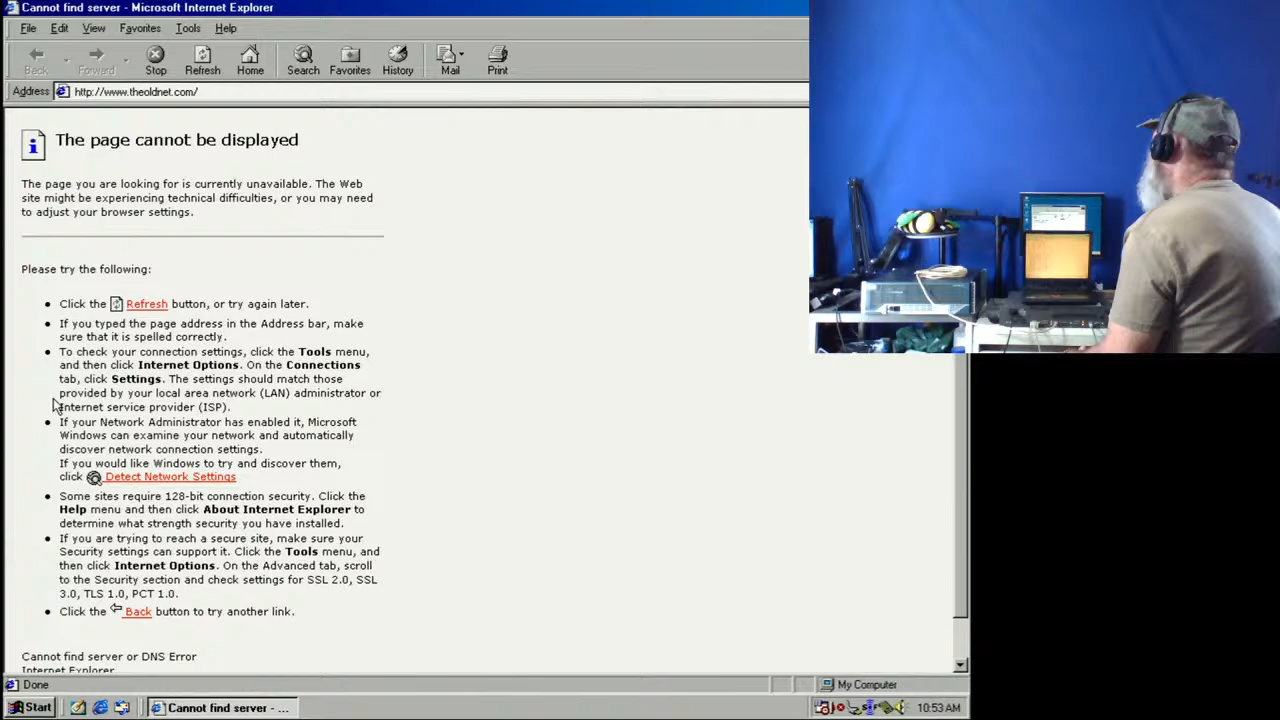 Cannot find server - Microsoft Internet Explorer
File Edit View Favorites Tools Help
Back Forward Stop Refresh Home Search Favorites History Mail Print
Address http://www.theoldnet.com/
The page cannot be displayed
The page you are looking for is currently unavailable. The Web
site might be experiencing technical difficulties, or you may need
to adjust your browser settings.
Please try the following:
Click the Refresh button, or try again later.
If you typed the page address in the Address bar, make
sure that it is spelled correctly.
To check your connection settings, click the Tools menu,
and then click Internet Options. On the Connections
tab, click Settings. The settings should match those
provided by your local area network (LAN) administrator or
Internet service provider (ISP).
If your Network Administrator has enabled it, Microsoft
Windows can examine your network and automatically
discover network connection settings.
If you would like Windows to try and discover them,
click Detect Network Settings
Some sites require 128-bit connection security. Click the
Help menu and then click About Internet Explorer to
determine what strength security you have installed.
If you are trying to reach a secure site, make sure your
Security settings can support it. Click the Tools menu, and
then click Internet Options. On the Advanced tab, scroll
to the Security section and check settings for SSL 2.0, SSL
3.0, TLS 1.0, PCT 1.0.
Click the Back button to try another link.
Cannot find server or DNS Error
Internet Explorer
Done My Computer
Start Cannot find server - ... 10:53 AM